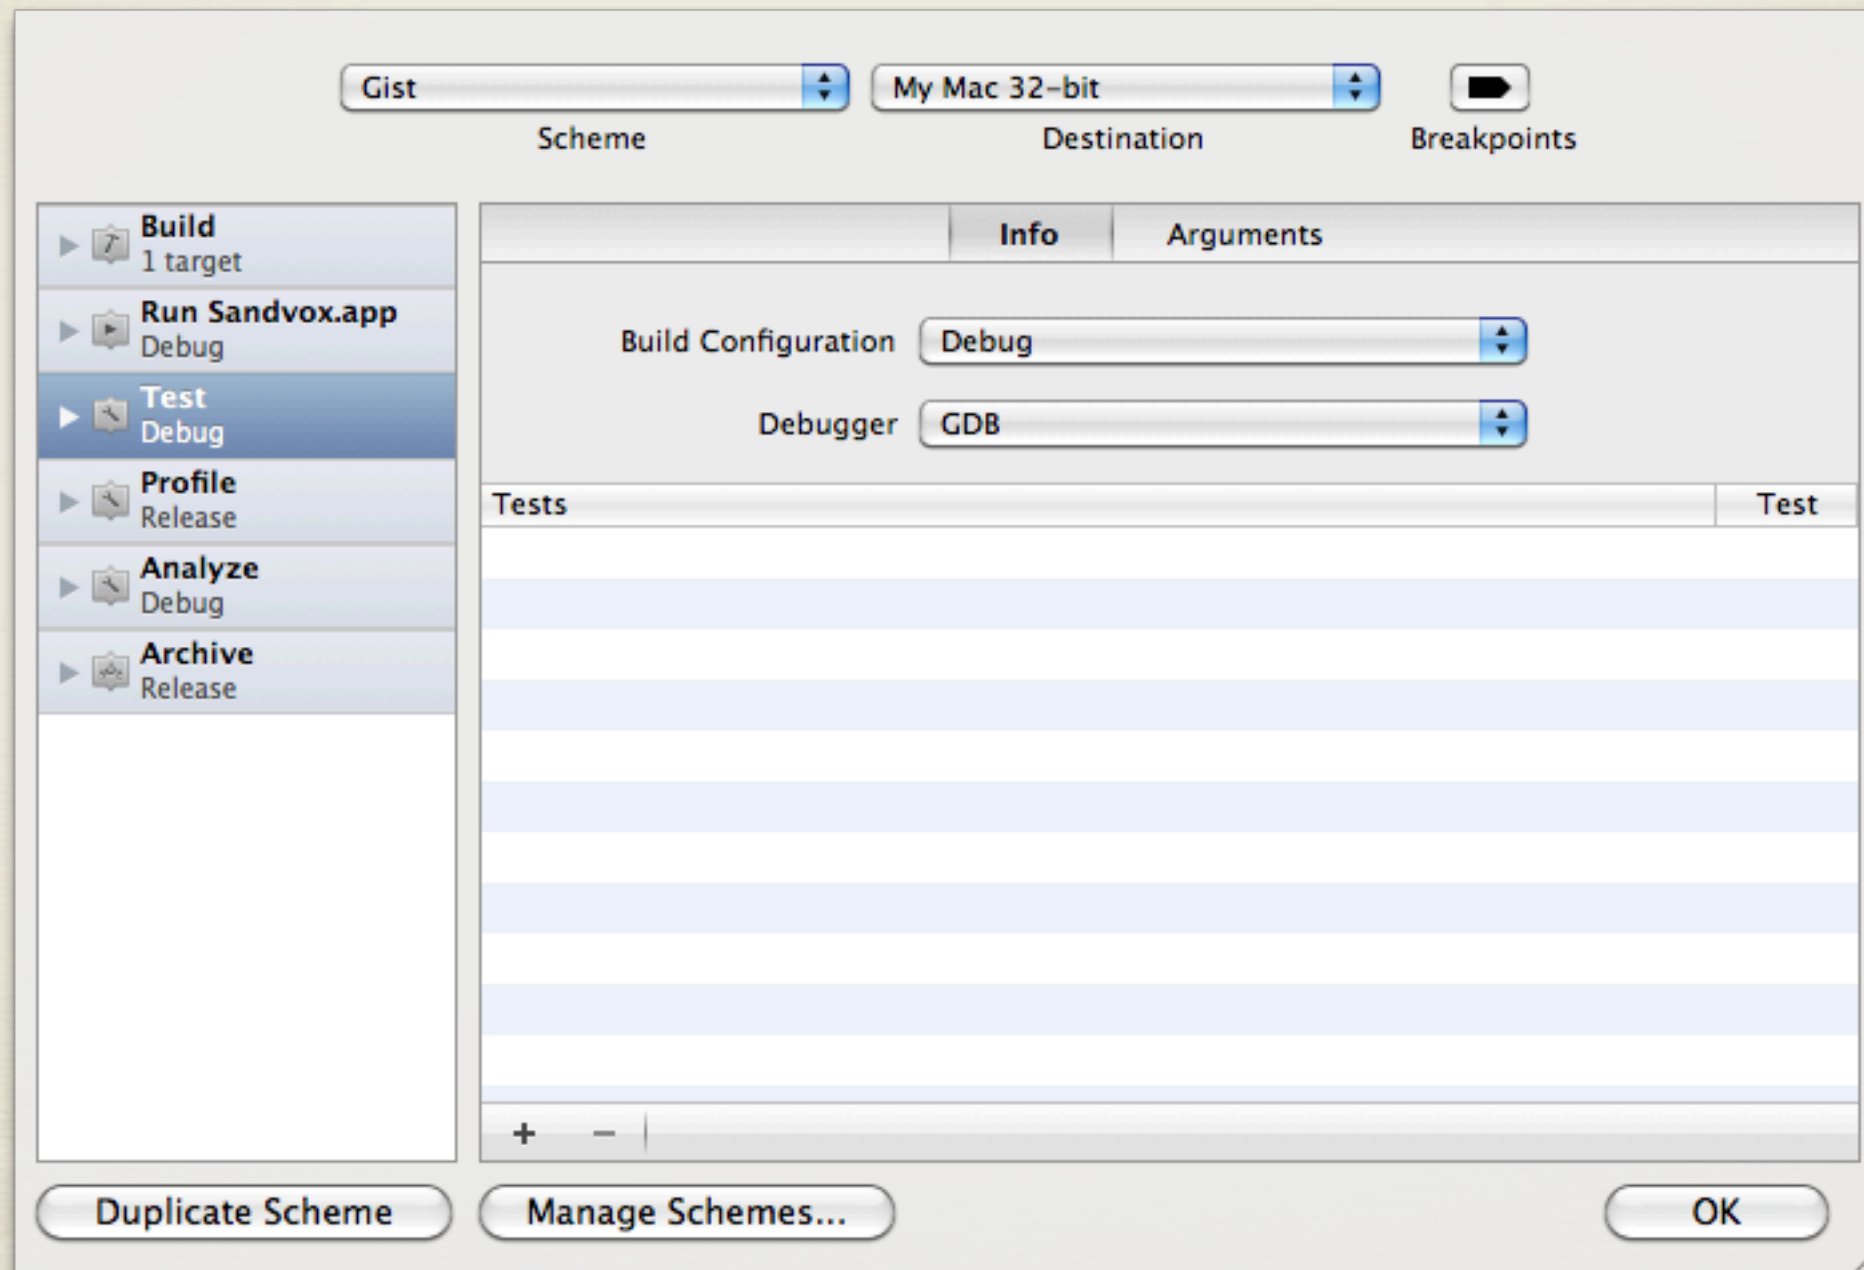 Gist
My Mac 32-bit
Scheme
Destination
Breakpoints
Build
1 target
Run Sandvox.app
Debug
Test
Debug
Profile
Release
Analyze
Debug
Archive
Release
Info
Arguments
Build Configuration
Debug
Debugger
GDB
Tests
Test
Duplicate Scheme
Manage Schemes...
OK